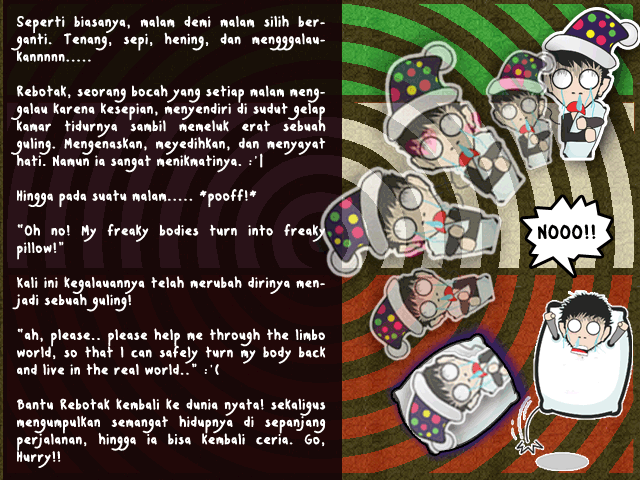 Seperti biasanya, malam demi malam silih ber-
ganti. Tenang, sepi, hening, dan mengggalau-
kannnnn.....
Rebotak, seorang bocah yang setiap malam meng-
galau karena kesepian, menyendiri di sudut gelap
kamar tidurnya sambil memeluk erat sebuah
guling. Mengenaskan, meyedihkan, dan menyayat
hati. Namun ia sangat menikmatinya. :'|
Hingga pada suatu malam..... *pooff!*
"Oh no! My freaky bodies turn into freaky
pillow!"
Kali ini kegalauannya telah merubah dirinya men-
jadi sebuah guling!
"ah, please.. please help me through the limbo
world, so that I can safely turn my body back
and live in the real world.." :'(
Bantu Rebotak kembali ke dunia nyata! sekaligus
mengumpulkan semangat hidupnya di sepanjang
perjalanan, hingga ia bisa kembali ceria. Go,
Hurry!!
NOOO!!